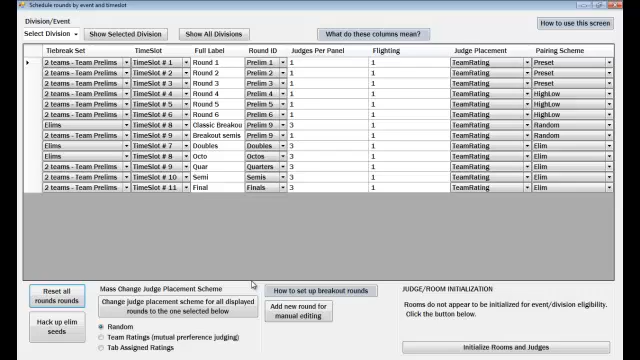 Schedule rounds by event and timeslot
Division/Event
How to use this screen
Select Division
Show Selected Division
Show All Divisions
What do these columns mean?
Tiebreak Set TimeSlot Full Label Round ID Judges Per Panel Flighting Judge Placement Pairing Scheme
2 teams - Team Prelims TimeSlot # 1 Round 1 Prelim 1 1 1 TeamRating Preset
2 teams - Team Prelims TimeSlot # 2 Round 2 Prelim 2 1 1 TeamRating Preset
2 teams - Team Prelims TimeSlot # 3 Round 3 Prelim 3 1 1 TeamRating Preset
2 teams - Team Prelims TimeSlot # 4 Round 4 Prelim 4 1 1 TeamRating HighLow
2 teams - Team Prelims TimeSlot # 5 Round 5 Prelim 5 1 1 TeamRating HighLow
2 teams - Team Prelims TimeSlot # 6 Round 6 Prelim 6 1 1 TeamRating HighLow
Elims TimeSlot # 8 Classic Breakou Prelim 9 3 1 TeamRating Random
2 teams - Team Prelims TimeSlot # 9 Breakout semis Prelim 9 1 1 TeamRating Random
Elims TimeSlot # 7 Doubles Doubles 3 1 TeamRating Elim
Elims TimeSlot # 8 Octo Octos 3 1 TeamRating Elim
2 teams - Team Prelims TimeSlot # 9 Quar Quarters 3 1 TeamRating Elim
2 teams - Team Prelims TimeSlot # 10 Semi Semis 3 1 TeamRating Elim
2 teams - Team Prelims TimeSlot # 11 Final Finals 3 1 TeamRating Elim
Reset all
rounds rounds
Hack up elim
seeds
Mass Change Judge Placement Scheme
Change judge placement scheme for all displayed
rounds to the one selected below
Random
Team Ratings (mutual preference judging)
Tab Assigned Ratings
How to set up breakout rounds
Add new round for
manual editing
JUDGE/ROOM INITIALIZATION
Rooms do not appear to be initialized for event/division eligibility.
Click the button below.
Initialize Rooms and Judges